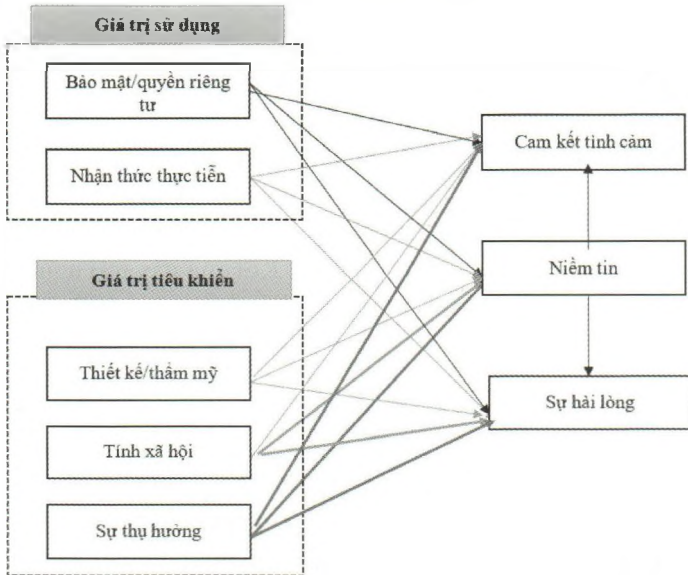 Giá trị sử dụng
Bảo mật/quyền riêng
tư
Nhận thức thực tiễn
Giá trị tiêu khiển
Thiết kế/thẩm mỹ
Tính xã hội
Sự thụ hưởng
Cam kết tình cảm
Niềm tin
Sự hài lòng